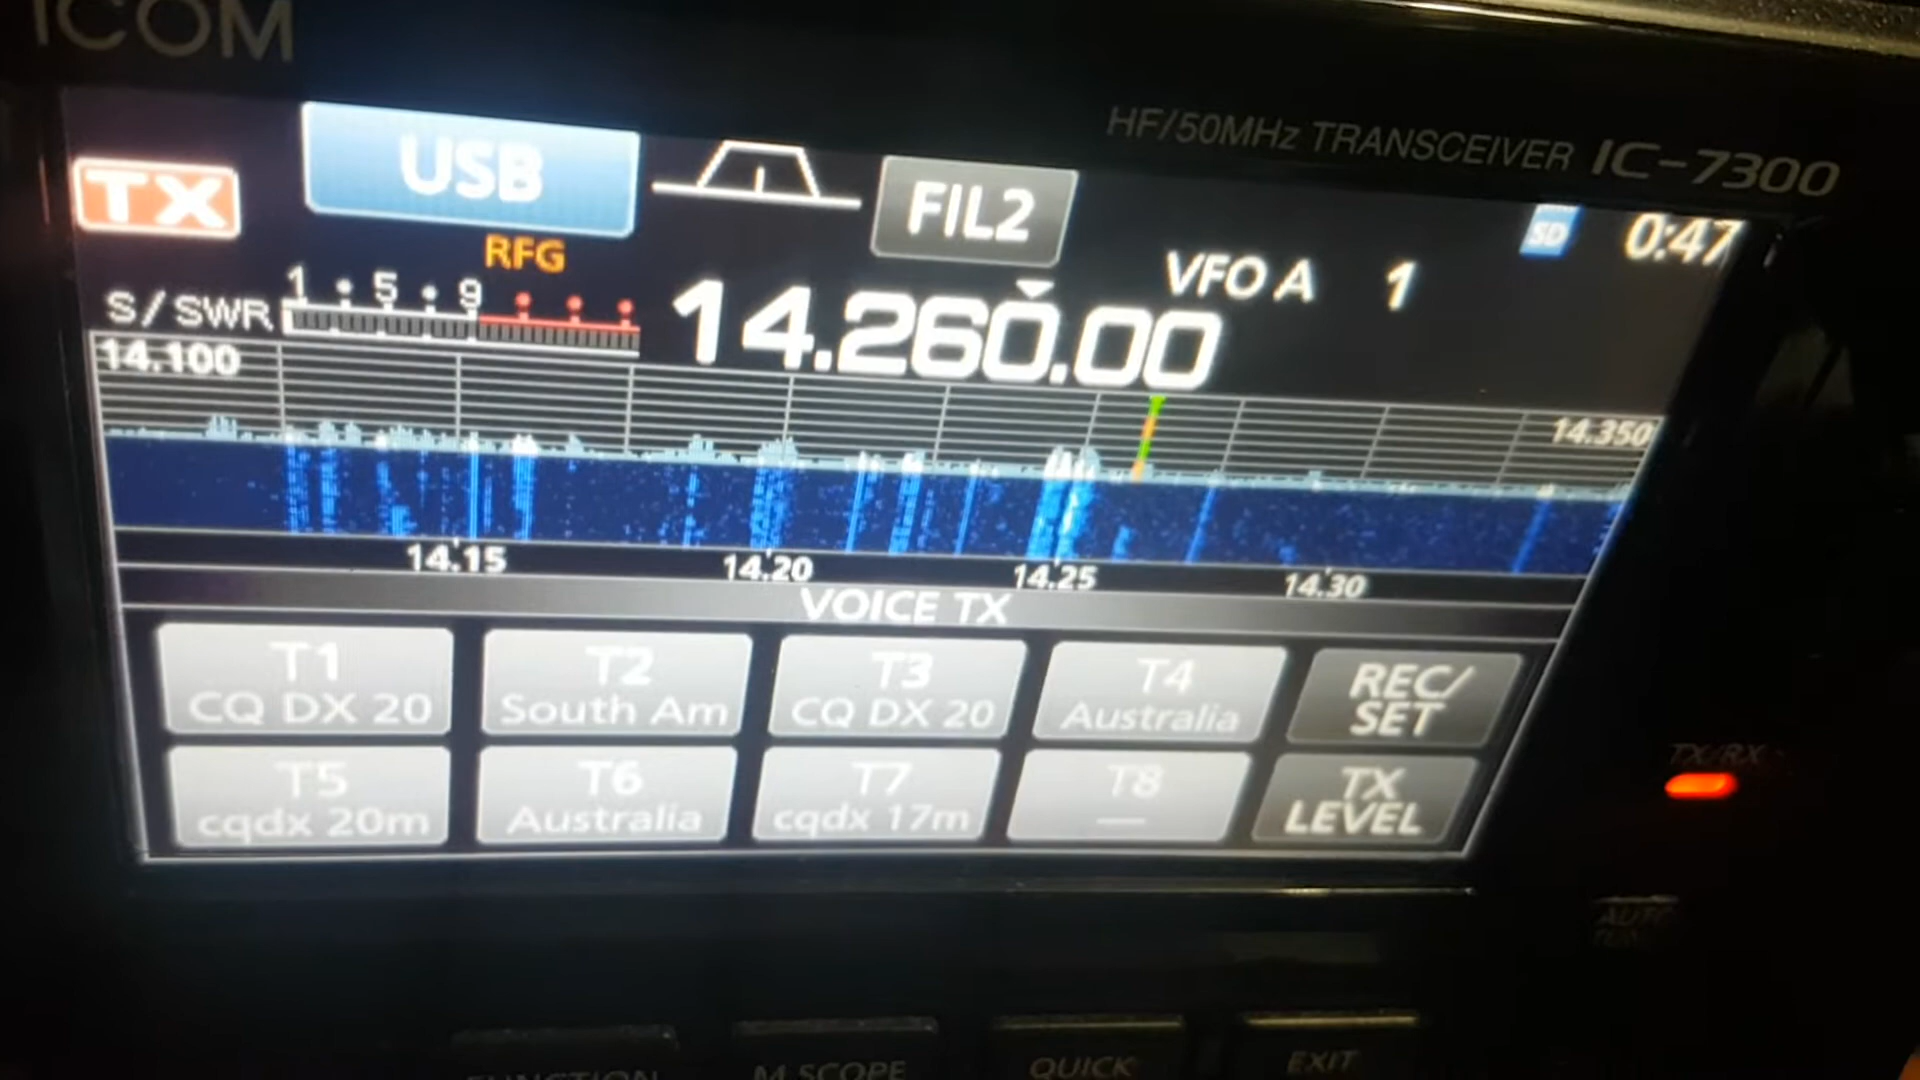 ICOM
HF/50MHz TRANSCEIVER IC-7300
TX
USB
FIL2
SD
0:47
RFG
VFO A 1
S/SWR
1 5 9
14.260.00
14.100
14.350
14.15 14.20 14.25 14.30
VOICE TX
T1
CQ DX 20
T2
South Am
T3
CQ DX 20
T4
Australia
REC/
SET
T5
cqdx 20m
T6
Australia
T7
cqdx 17m
T8
—
TX
LEVEL
TX/RX
AUTO
TUNE
FUNCTION
M.SCOPE
QUICK
EXIT